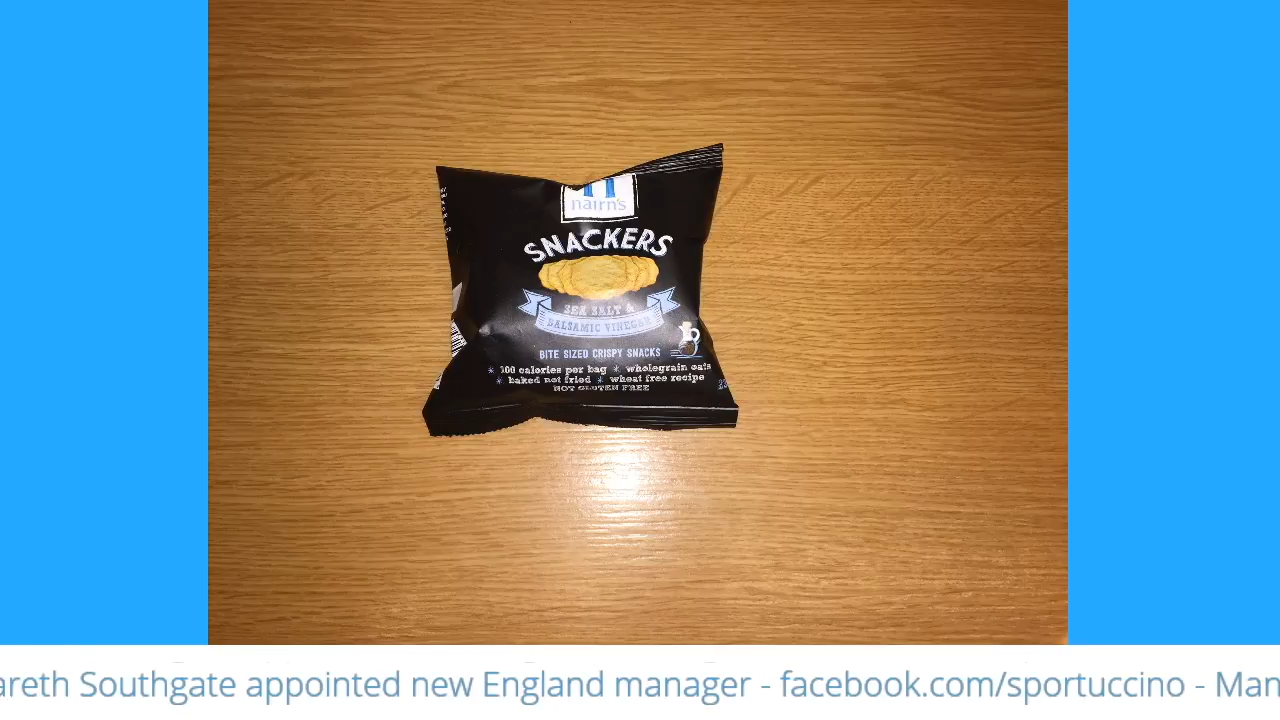 nairn's
SNACKERS
SEA SALT &
BALSAMIC VINEGAR
BITE SIZED CRISPY SNACKS
* 100 calories per bag * wholegrain oats
* baked not fried * wheat free recipe
NOT GLUTEN FREE
areth Southgate appointed new England manager - facebook.com/sportuccino - Man